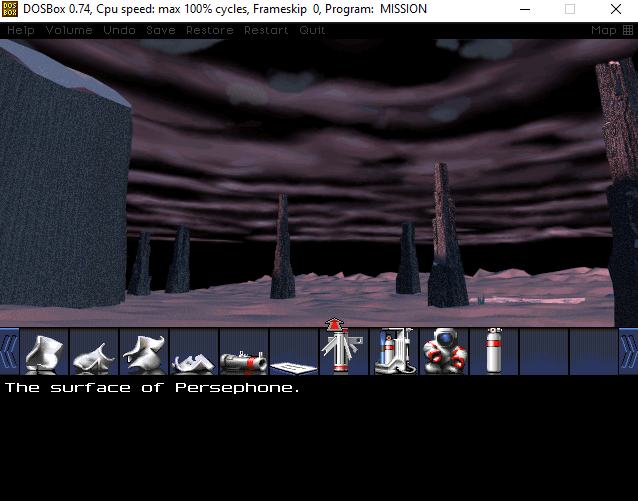 DOSBox 0.74, Cpu speed: max 100% cycles, Frameskip 0, Program: MISSION
Help Volume Undo Save Restore Restart Quit Map
The surface of Persephone.